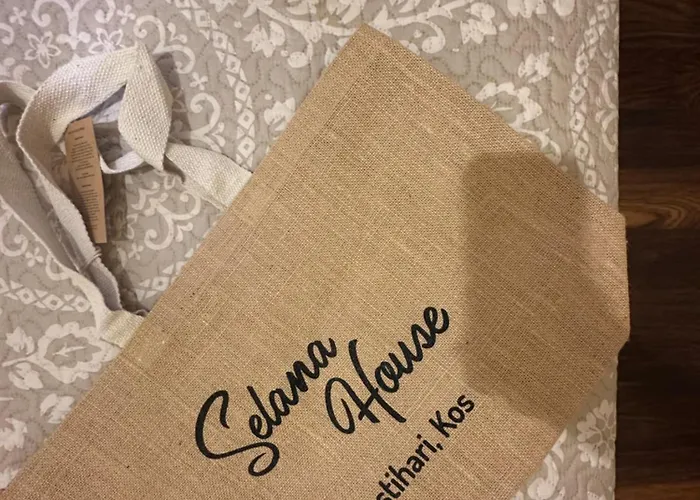 Selana
House
stihari, Kos